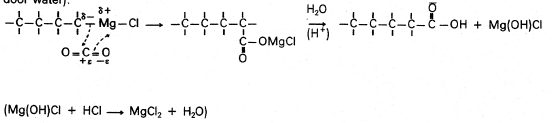 door water).
–C–C–C–C–Mg–Cl ⟶ –C–C–C–C– H₂O –C–C–C–C–C–OH + Mg(OH)Cl
δ– δ+ (H⁺) O
O=C=O C–OMgCl
+ε –ε O
(Mg(OH)Cl + HCl ⟶ MgCl₂ + H₂O)